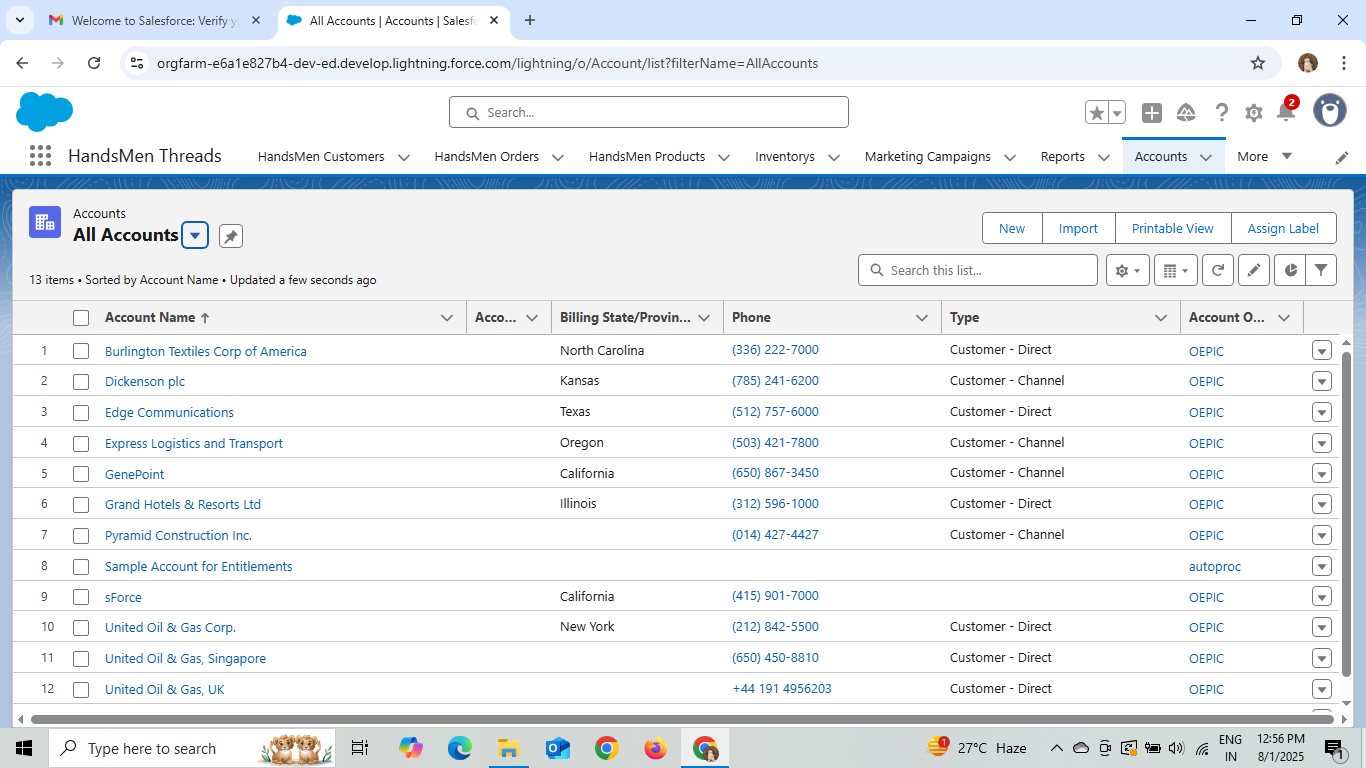 Welcome to Salesforce: Verify y
All Accounts | Accounts | Salesf
orgfarm-e6a1e827b4-dev-ed.develop.lightning.force.com/lightning/o/Account/list?filterName=AllAccounts
Search...
2
HandsMen Threads HandsMen Customers HandsMen Orders HandsMen Products Inventorys Marketing Campaigns Reports Accounts More
Accounts
All Accounts
New Import Printable View Assign Label
13 items • Sorted by Account Name • Updated a few seconds ago
Search this list...
Account Name Acco... Billing State/Provin... Phone Type Account O...
1 Burlington Textiles Corp of America North Carolina (336) 222-7000 Customer - Direct OEPIC
2 Dickenson plc Kansas (785) 241-6200 Customer - Channel OEPIC
3 Edge Communications Texas (512) 757-6000 Customer - Direct OEPIC
4 Express Logistics and Transport Oregon (503) 421-7800 Customer - Channel OEPIC
5 GenePoint California (650) 867-3450 Customer - Channel OEPIC
6 Grand Hotels & Resorts Ltd Illinois (312) 596-1000 Customer - Direct OEPIC
7 Pyramid Construction Inc. (014) 427-4427 Customer - Channel OEPIC
8 Sample Account for Entitlements autoproc
9 sForce California (415) 901-7000 OEPIC
10 United Oil & Gas Corp. New York (212) 842-5500 Customer - Direct OEPIC
11 United Oil & Gas, Singapore (650) 450-8810 Customer - Direct OEPIC
12 United Oil & Gas, UK +44 191 4956203 Customer - Direct OEPIC
Type here to search
1
27°C Haze
ENG
IN
12:56 PM
8/1/2025
1